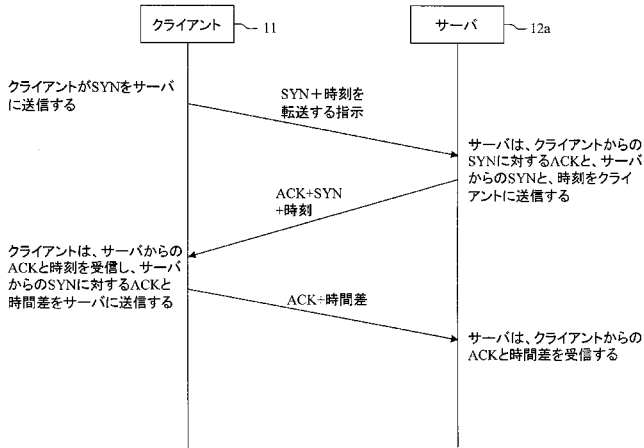 クライアント
11
サーバ
12a
クライアントがSYNをサーバ
に送信する
SYN+時刻を
転送する指示
サーバは、クライアントからの
SYNに対するACKと、サーバ
からのSYNと、時刻をクライ
アントに送信する
ACK+SYN
+時刻
クライアントは、サーバからの
ACKと時刻を受信し、サーバ
からのSYNに対するACKと
時間差をサーバに送信する
ACK+時間差
サーバは、クライアントからの
ACKと時間差を受信する